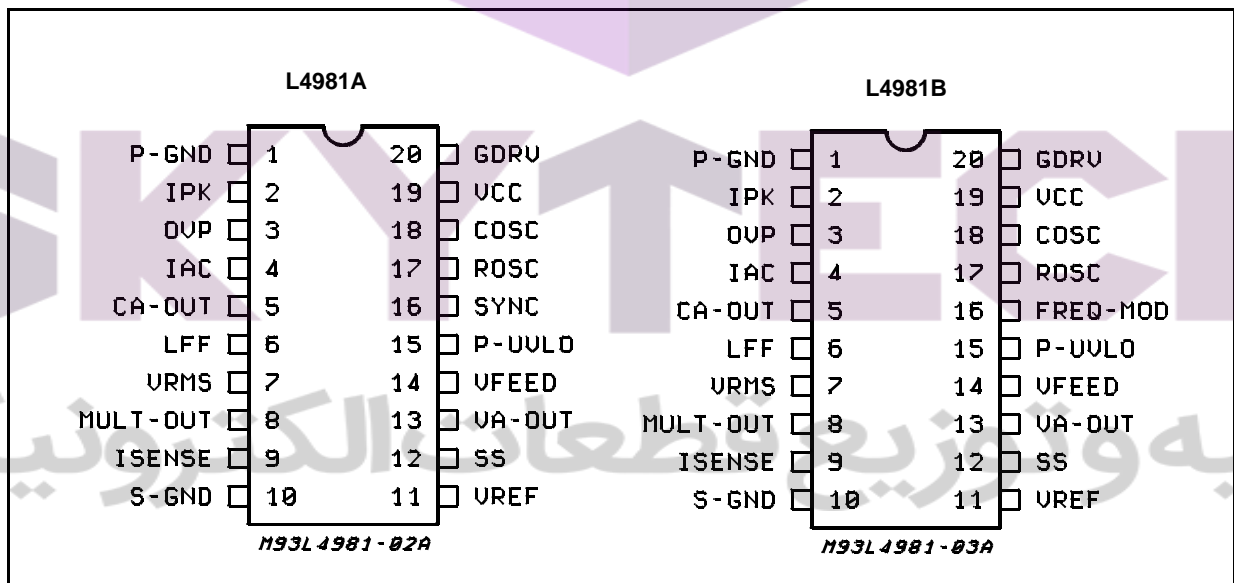 L4981A
P-GND 1 20 GDRV
IPK 2 19 VCC
OVP 3 18 COSC
IAC 4 17 ROSC
CA-OUT 5 16 SYNC
LFF 6 15 P-UVLO
VRMS 7 14 VFEED
MULT-OUT 8 13 VA-OUT
ISENSE 9 12 SS
S-GND 10 11 VREF
M93L4981-02A
L4981B
P-GND 1 20 GDRV
IPK 2 19 VCC
OVP 3 18 COSC
IAC 4 17 ROSC
CA-OUT 5 16 FREQ-MOD
LFF 6 15 P-UVLO
VRMS 7 14 VFEED
MULT-OUT 8 13 VA-OUT
ISENSE 9 12 SS
S-GND 10 11 VREF
M93L4981-03A
SKYTEC
توزیع قطعات